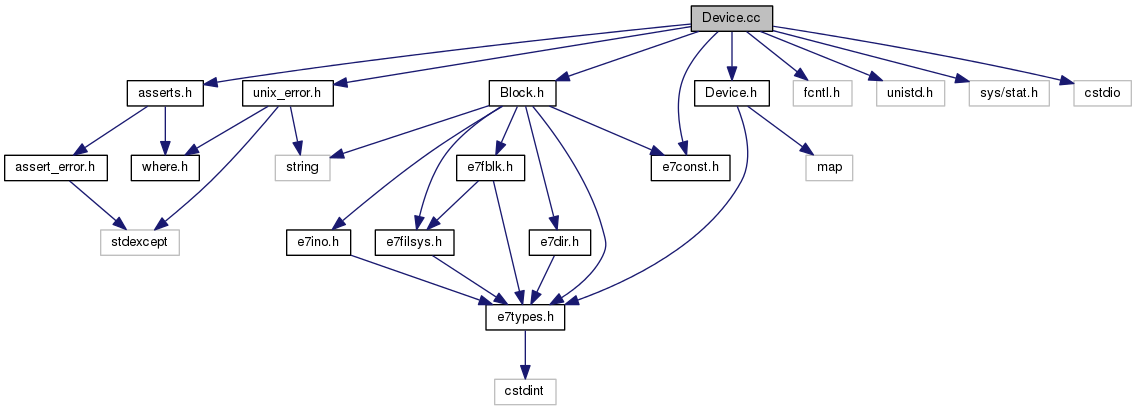 Device.cc
asserts.h
unix_error.h
Block.h
Device.h
fcntl.h
unistd.h
sys/stat.h
cstdio
assert_error.h
where.h
string
e7fblk.h
e7const.h
map
stdexcept
e7ino.h
e7filsys.h
e7dir.h
e7types.h
cstdint